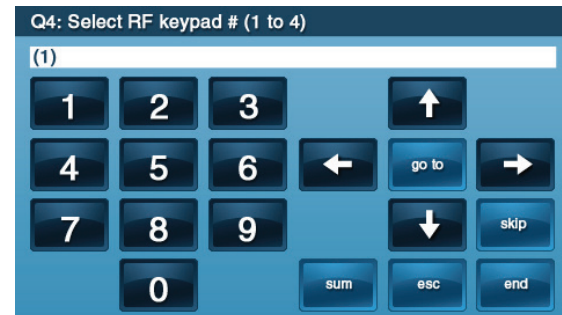 Q4: Select RF keypad # (1 to 4)
(1)
1 2 3
4 5 6 go to
7 8 9 skip
0 sum esc end